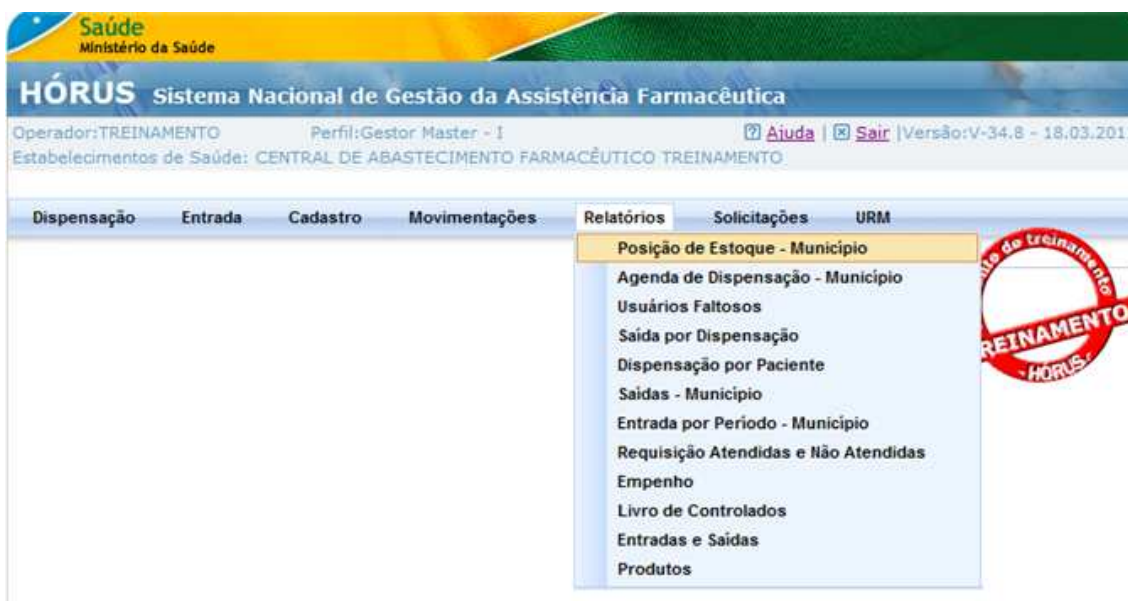 Saúde
Ministério da Saúde
HÓRUS Sistema Nacional de Gestão da Assistência Farmacêutica
Operador:TREINAMENTO Perfil:Gestor Master - I Ajuda | Sair |Versão:V-34.8 - 18.03.201
Estabelecimentos de Saúde: CENTRAL DE ABASTECIMENTO FARMACÊUTICO TREINAMENTO
Dispensação Entrada Cadastro Movimentações Relatórios Solicitações URM
Posição de Estoque - Município
Agenda de Dispensação - Município
Usuários Faltosos
Saída por Dispensação
Dispensação por Paciente
Saídas - Município
Entrada por Período - Município
Requisição Atendidas e Não Atendidas
Empenho
Livro de Controlados
Entradas e Saídas
Produtos
to de treinamento
REINAMENTO
- HÓRUS -